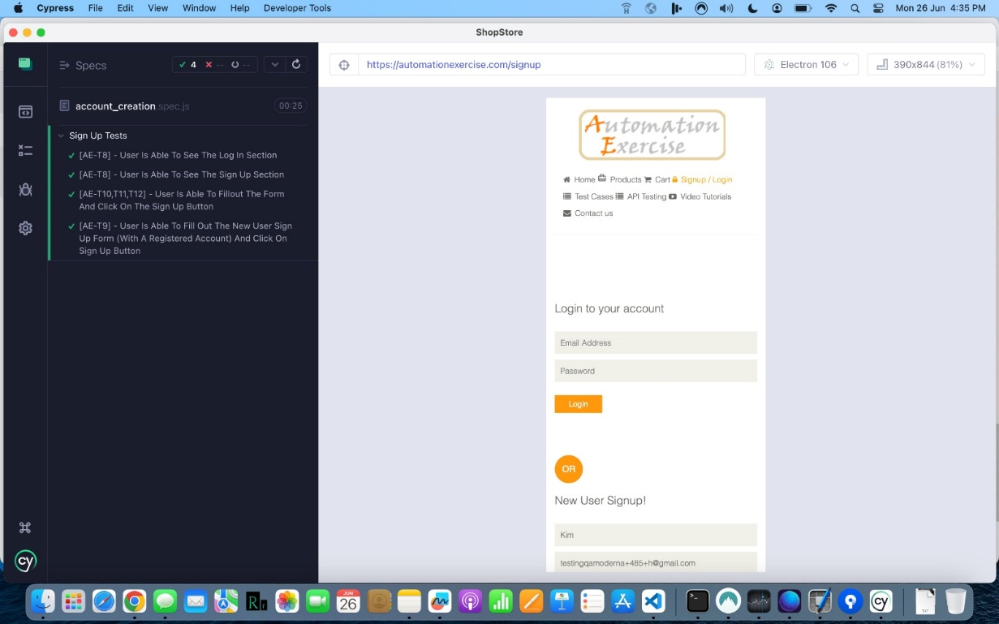 Cypress File Edit View Window Help Developer Tools Mon 26 Jun 4:35 PM
ShopStore
Specs 4 -- --
https://automationexercise.com/signup
Electron 106
390x844 (81%)
account_creation.spec.js 00:25
Sign Up Tests
[AE-T8] - User Is Able To See The Log In Section
[AE-T8] - User Is Able To See The Sign Up Section
[AE-T10,T11,T12] - User Is Able To Fillout The Form
And Click On The Sign Up Button
[AE-T9] - User Is Able To Fill Out The New User Sign
Up Form (With A Registered Account) And Click On
Sign Up Button
Automation
Exercise
Home Products Cart Signup / Login
Test Cases API Testing Video Tutorials
Contact us
Login to your account
Email Address
Password
Login
OR
New User Signup!
Kim
testingqamoderna+485+h@gmail.com
cy
JUN
26
cy